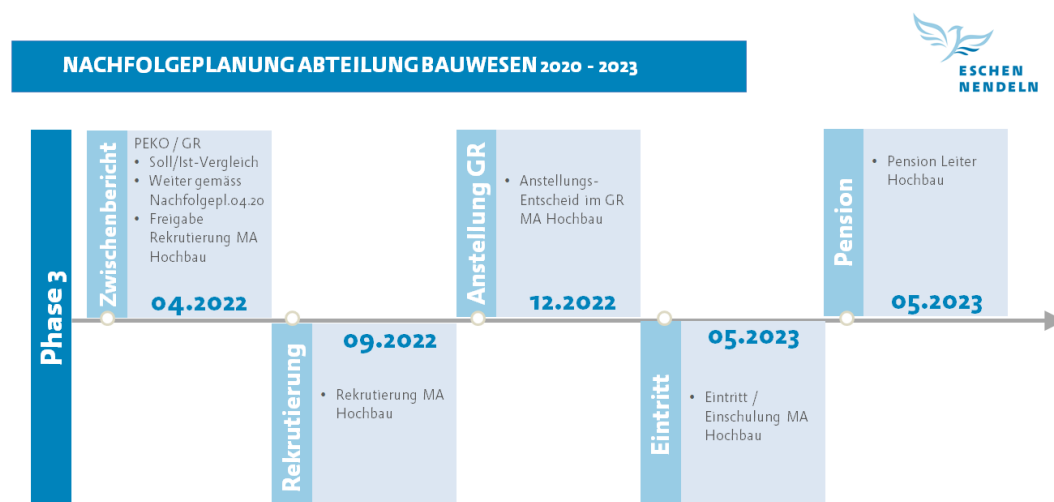 NACHFOLGEPLANUNG ABTEILUNG BAUWESEN 2020 - 2023
ESCHEN
NENDELN
Phase 3
Zwischenbericht
PEKO / GR
• Soll/Ist-Vergleich
• Weiter gemäss
Nachfolgepl.04.20
• Freigabe
Rekrutierung MA
Hochbau
04.2022
Rekrutierung
09.2022
• Rekrutierung MA
Hochbau
Anstellung GR
• Anstellungs-
Entscheid im GR
MA Hochbau
12.2022
Eintritt
05.2023
• Eintritt /
Einschulung MA
Hochbau
Pension
• Pension Leiter
Hochbau
05.2023